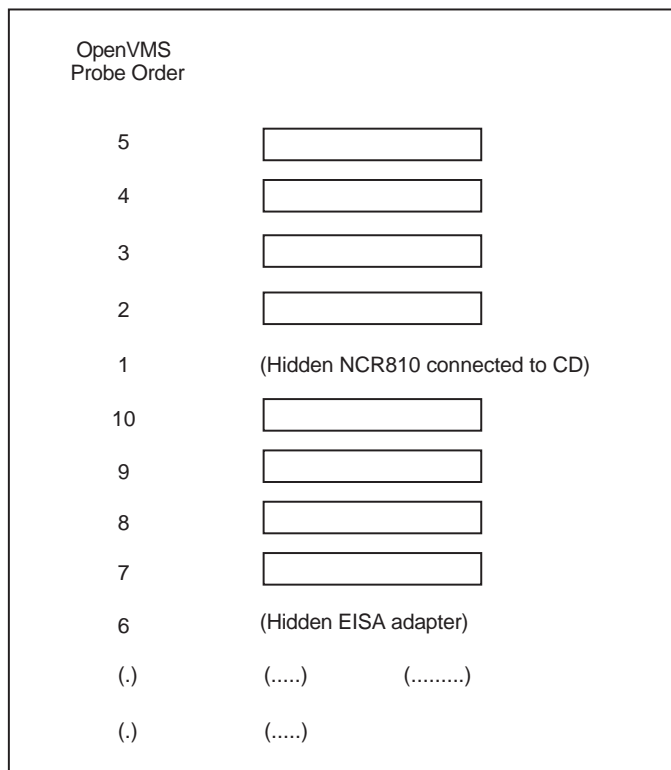 OpenVMS
Probe Order
5
4
3
2
1 (Hidden NCR810 connected to CD)
10
9
8
7
6 (Hidden EISA adapter)
(.) (.....) (.........)
(.) (.....)